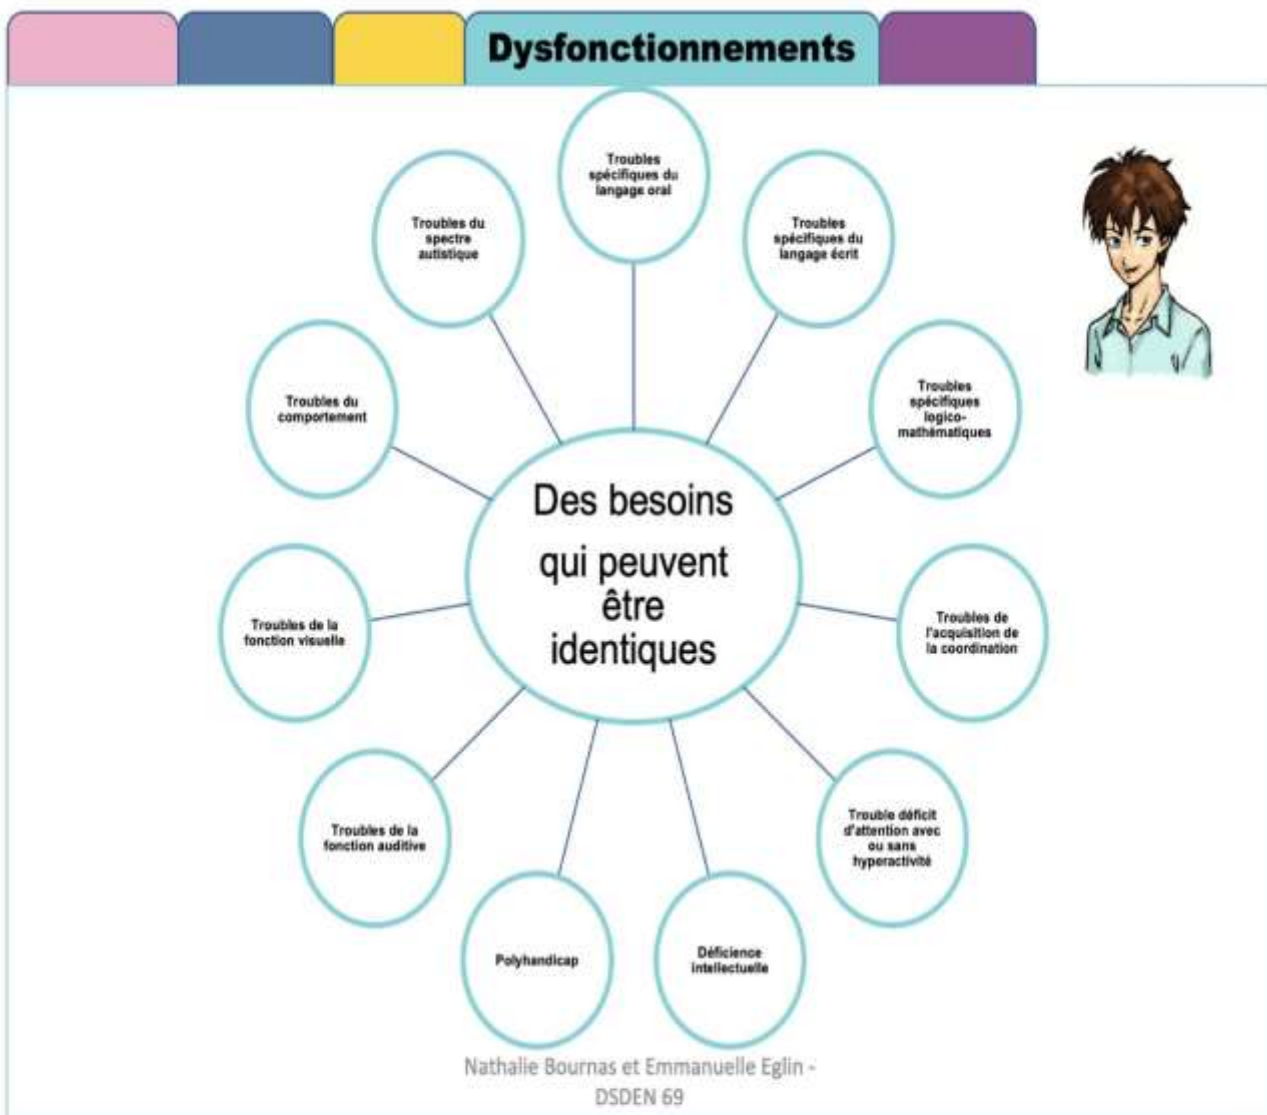 Dysfonctionnements
Troubles
spécifiques du
langage oral
Troubles
spécifiques du
langage écrit
Troubles
spécifiques
logico-
mathématiques
Troubles de
l'acquisition de
la coordination
Trouble déficit
d'attention avec
ou sans
hyperactivité
Déficience
intellectuelle
Polyhandicap
Troubles de la
fonction auditive
Troubles de la
fonction visuelle
Troubles du
comportement
Troubles du
spectre
autistique
Des besoins
qui peuvent
être
identiques
Nathalie Bournas et Emmanuelle Eglin -
DSDEN 69